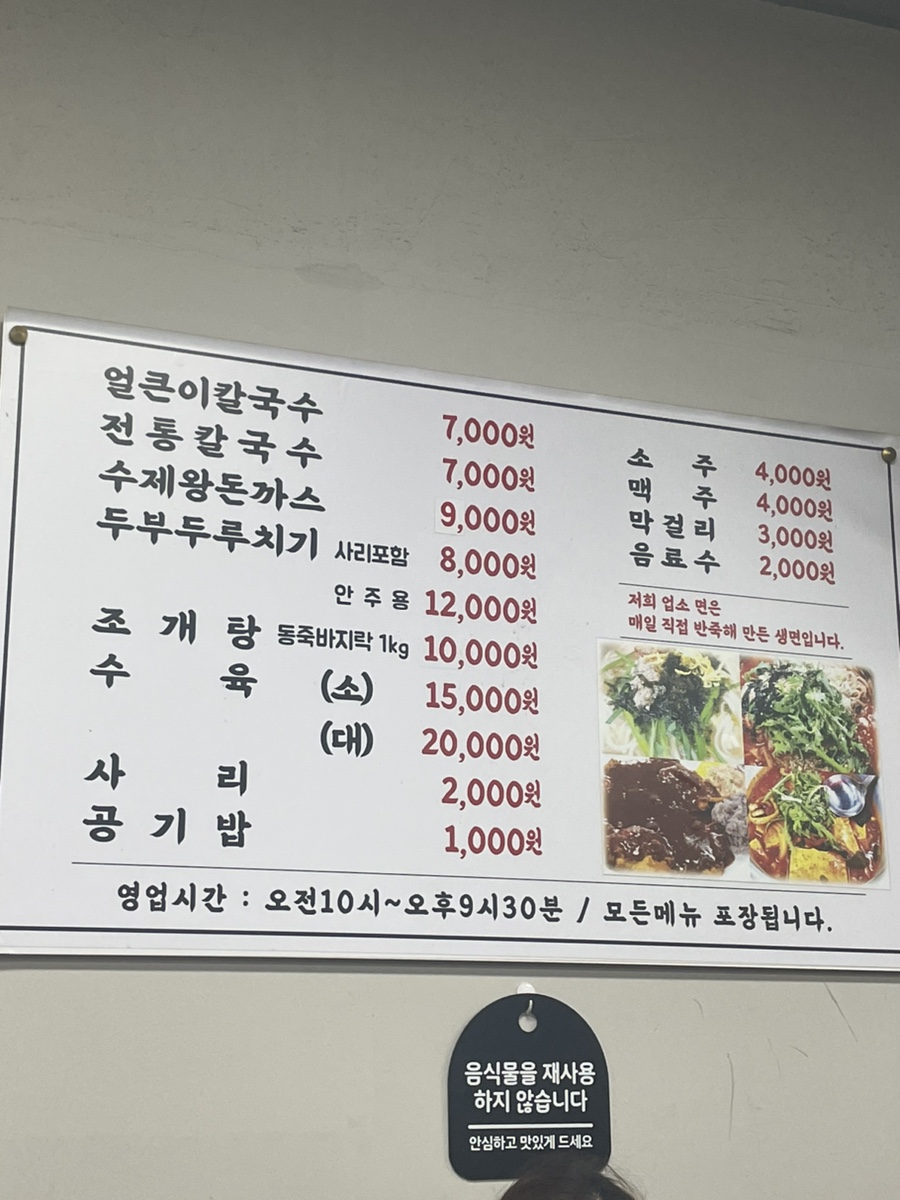 얼큰이칼국수 7,000원
전통칼국수 7,000원
수제왕돈까스 9,000원
두부두루치기 사리포함 8,000원
안주용 12,000원
조개탕 동죽바지락 1kg 10,000원
수육 (소) 15,000원
(대) 20,000원
사리 2,000원
공기밥 1,000원
소주 4,000원
맥주 4,000원
막걸리 3,000원
음료수 2,000원
저희 업소 면은
매일 직접 반죽해 만든 생면입니다.
영업시간 : 오전10시~오후9시30분 / 모든메뉴 포장됩니다.
음식물을 재사용
하지 않습니다
안심하고 맛있게 드세요